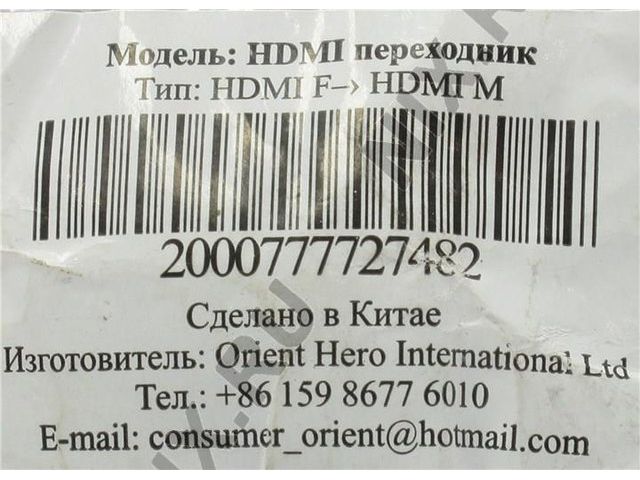 Модель: HDMI переходник
Тип: HDMI F-> HDMI M
2000777727482
Сделано в Китае
Изготовитель: Orient Hero International Ltd
Тел.: +86 159 8677 6010
E-mail: consumer_orient@hotmail.com